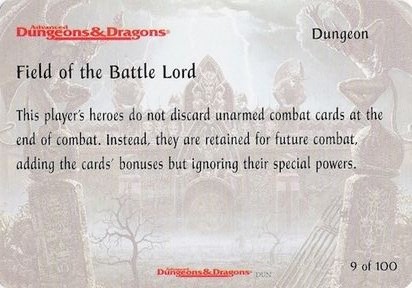 Advanced
Dungeons & Dragons®
Dungeon
Field of the Battle Lord
This player's heroes do not discard unarmed combat cards at the
end of combat. Instead, they are retained for future combat,
adding the cards' bonuses but ignoring their special powers.
Advanced
Dungeons & Dragons®
DUN
9 of 100